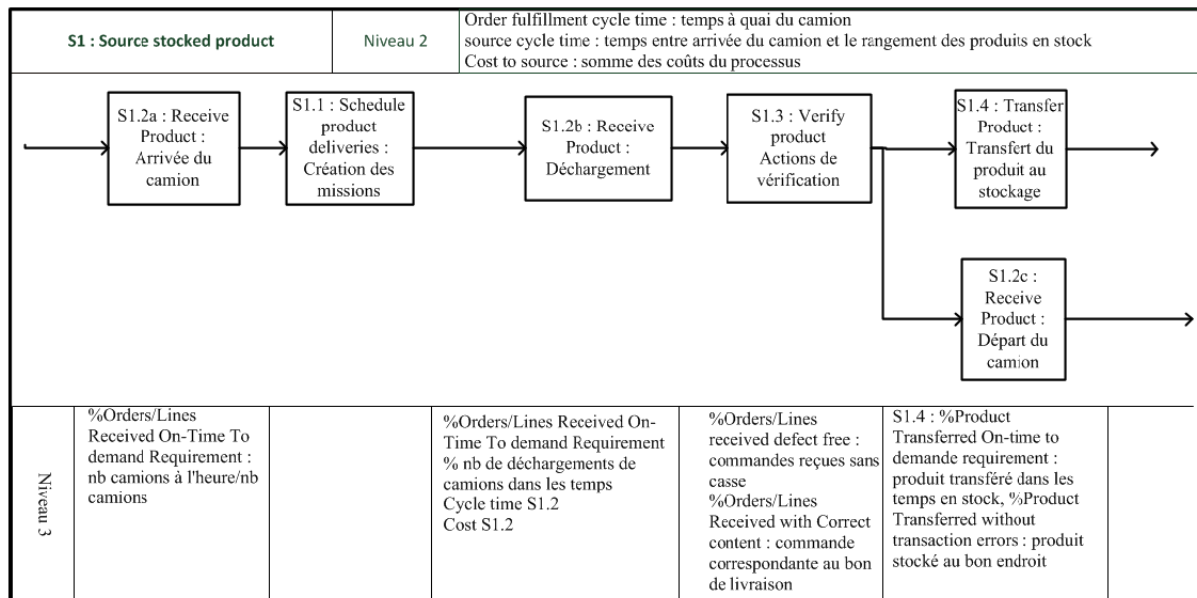 S1 : Source stocked product
Niveau 2
Order fulfillment cycle time : temps à quai du camion
source cycle time : temps entre arrivée du camion et le rangement des produits en stock
Cost to source : somme des coûts du processus
S1.2a : Receive
Product :
Arrivée du
camion
S1.1 : Schedule
product
deliveries :
Création des
missions
S1.2b : Receive
Product :
Déchargement
S1.3 : Verify
product
Actions de
vérification
S1.4 : Transfer
Product :
Transfert du
produit au
stockage
S1.2c :
Receive
Product :
Départ du
camion
Niveau 3
%Orders/Lines
Received On-Time To
demand Requirement :
nb camions à l'heure/nb
camions
%Orders/Lines Received On-
Time To demand Requirement
% nb de déchargements de
camions dans les temps
Cycle time S1.2
Cost S1.2
%Orders/Lines
received defect free :
commandes reçues sans
casse
%Orders/Lines
Received with Correct
content : commande
correspondante au bon
de livraison
S1.4 : %Product
Transferred On-time to
demande requirement :
produit transféré dans les
temps en stock, %Product
Transferred without
transaction errors : produit
stocké au bon endroit